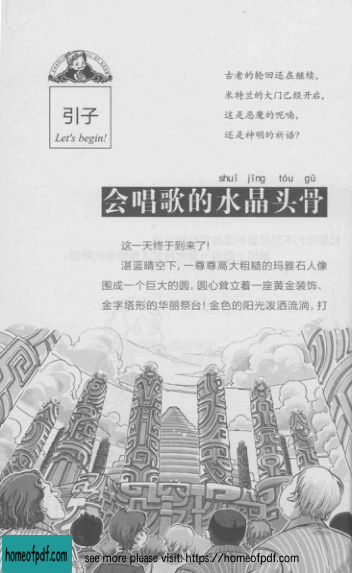 引子
Let's begin!
古老的轮回还在继续，
米特兰的大门已经开启，
这是恶魔的呢喃，
还是神明的祈语？
shuǐ jīng tóu gǔ
会唱歌的水晶头骨
这一天终于到来了！
湛蓝晴空下，一尊尊高大粗糙的玛雅石人像
围成一个巨大的圆，圆心耸立着一座黄金装饰、
金字塔形的华丽祭台！金色的阳光泼洒流淌，打
homeofpdf.com
see more please visit: https://homeofpdf.com